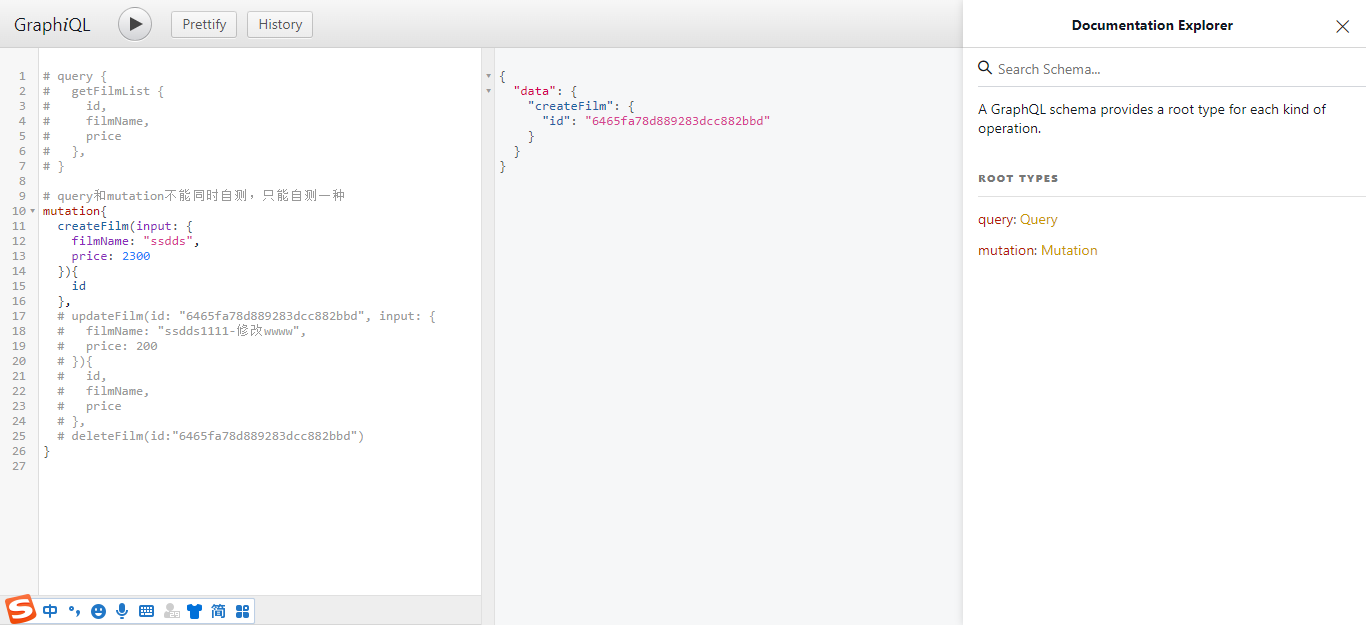 GraphiQL
Prettify
History
Documentation Explorer
1 # query {
2 #   getFilmList {
3 #     id,
4 #     filmName,
5 #     price
6 #   },
7 # }
8
9 # query和mutation不能同时自测，只能自测一种
10 mutation{
11   createFilm(input: {
12     filmName: "ssdds",
13     price: 2300
14   }){
15     id
16   },
17   # updateFilm(id: "6465fa78d889283dcc882bbd", input: {
18   #   filmName: "ssdds1111-修改wwww",
19   #   price: 200
20   # }){
21   #   id,
22   #   filmName,
23   #   price
24   # },
25   # deleteFilm(id:"6465fa78d889283dcc882bbd")
26 }
27
{
  "data": {
    "createFilm": {
      "id": "6465fa78d889283dcc882bbd"
    }
  }
}
Search Schema...
A GraphQL schema provides a root type for each kind of
operation.
ROOT TYPES
query: Query
mutation: Mutation
S 中 °, 简